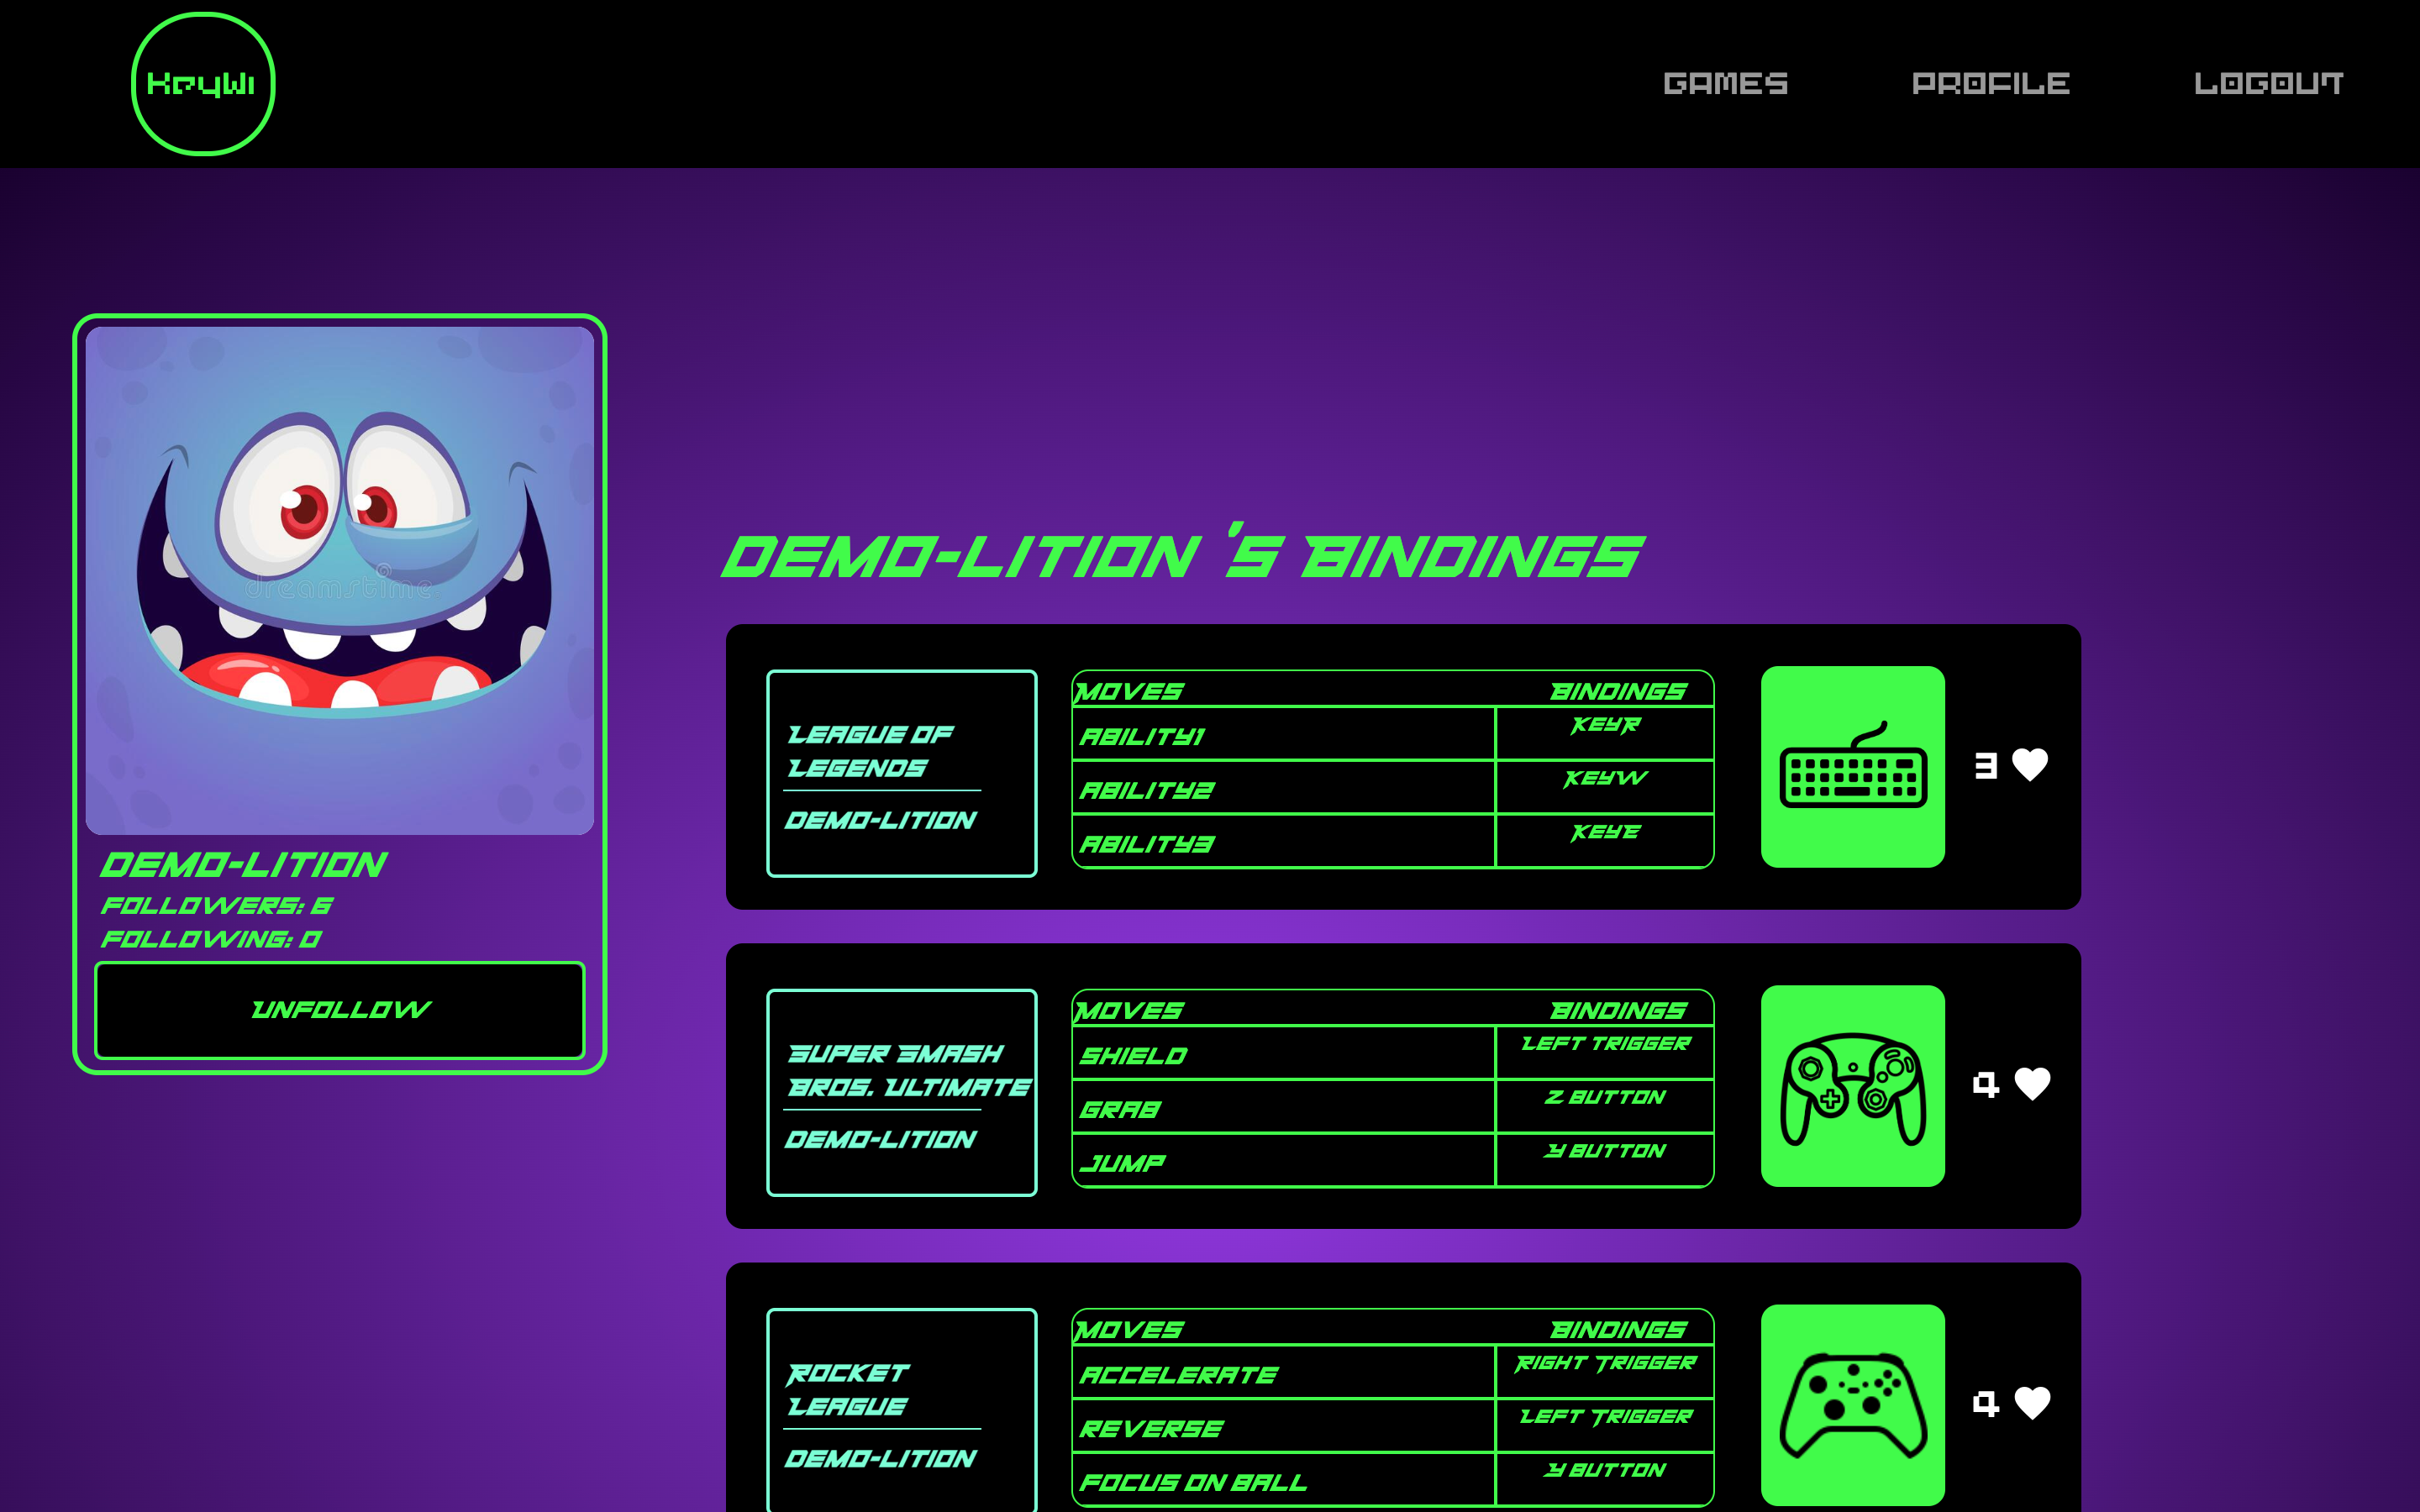 KeyWI
GAMES PROFILE LOGOUT
dreamstime
DEMO-LITION
FOLLOWERS: 6
FOLLOWING: 0
UNFOLLOW
DEMO-LITION 'S BINDINGS
LEAGUE OF
LEGENDS
DEMO-LITION
MOVES BINDINGS
ABILITY1 KEYR
ABILITY2 KEYW
ABILITY3 KEYE
3
SUPER SMASH
BROS. ULTIMATE
DEMO-LITION
MOVES BINDINGS
SHIELD LEFT TRIGGER
GRAB Z BUTTON
JUMP Y BUTTON
4
ROCKET
LEAGUE
DEMO-LITION
MOVES BINDINGS
ACCELERATE RIGHT TRIGGER
REVERSE LEFT TRIGGER
FOCUS ON BALL Y BUTTON
4